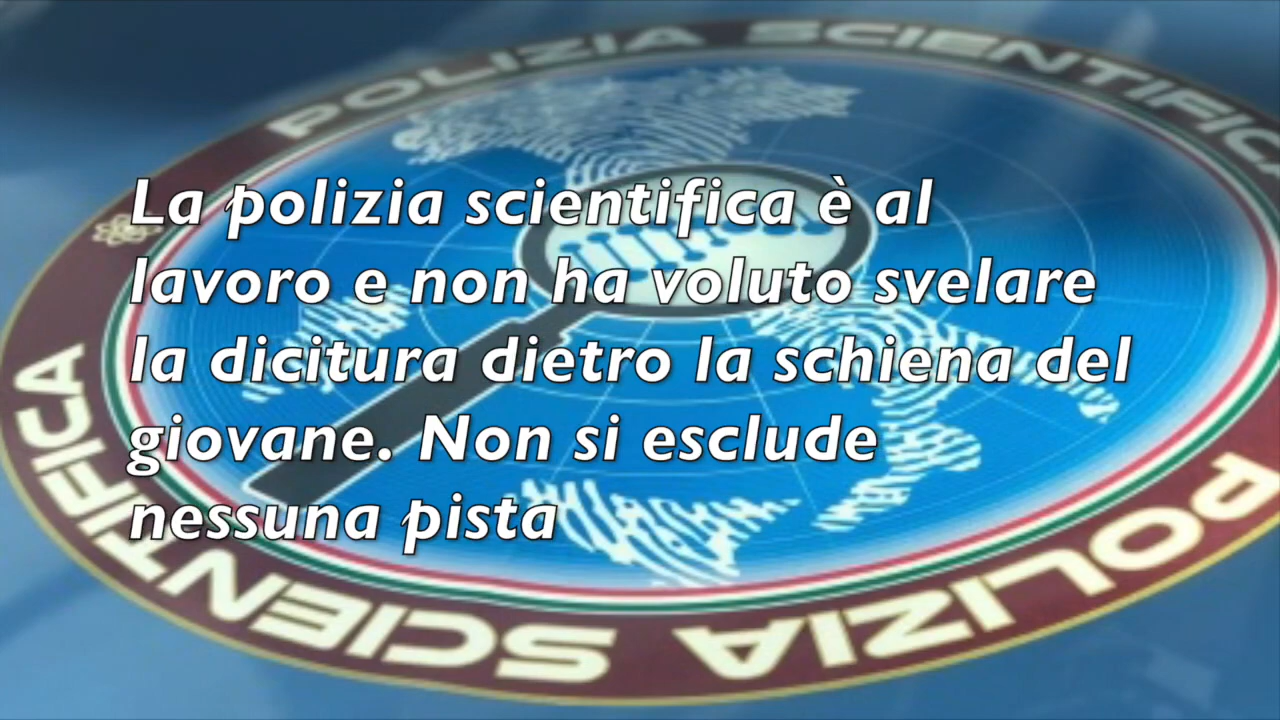 POLIZIA SCIENTIFICA
La polizia scientifica è al
lavoro e non ha voluto svelare
la dicitura dietro la schiena del
giovane. Non si esclude
nessuna pista
POLIZIA SCIENTIFICA